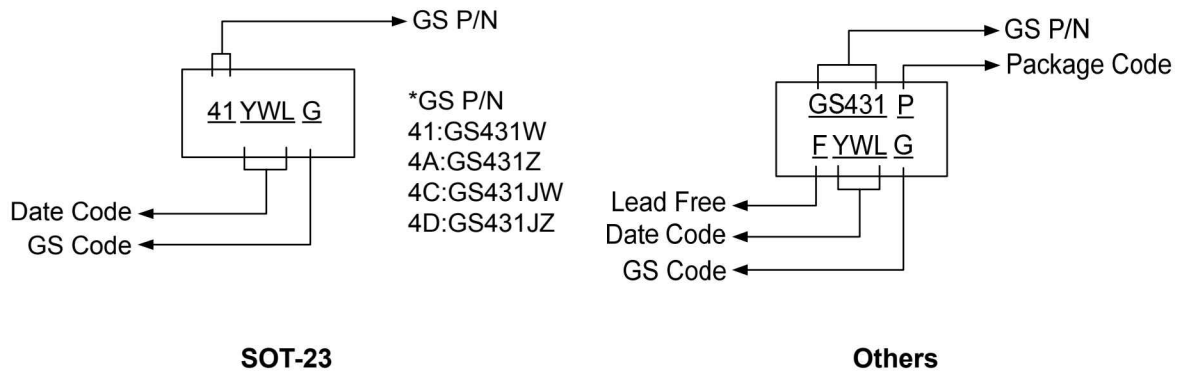 GS P/N
41 YWL G
*GS P/N
41:GS431W
4A:GS431Z
4C:GS431JW
4D:GS431JZ
Date Code
GS Code
SOT-23
GS P/N
Package Code
GS431 P
F YWL G
Lead Free
Date Code
GS Code
Others